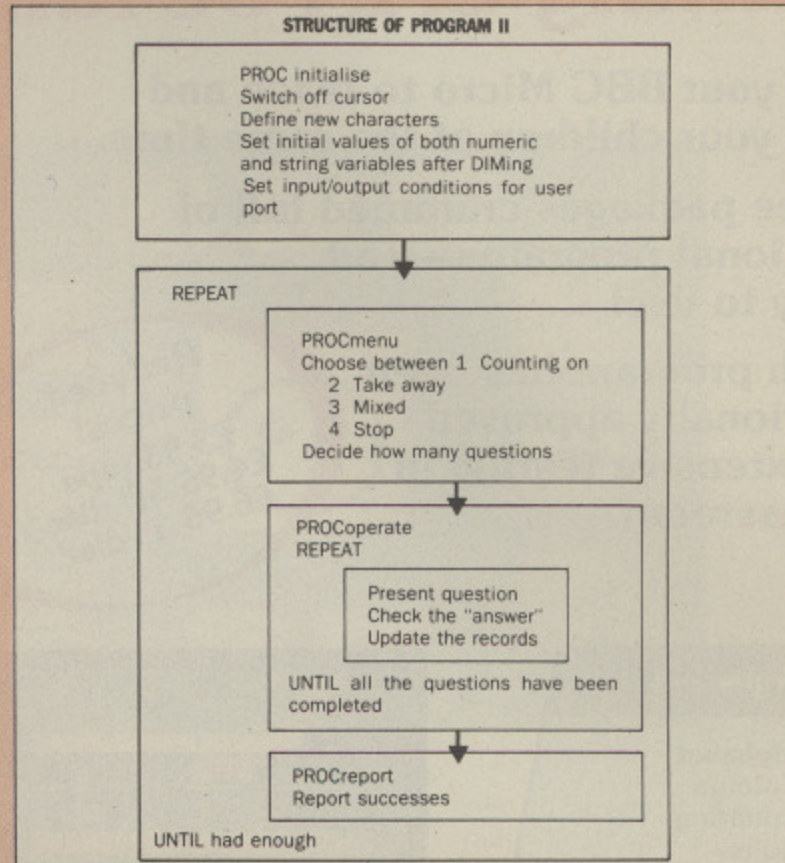 STRUCTURE OF PROGRAM II
PROC initialise
Switch off cursor
Define new characters
Set initial values of both numeric
and string variables after DIMing
Set input/output conditions for user
port
REPEAT
PROCmenu
Choose between 1 Counting on
2 Take away
3 Mixed
4 Stop
Decide how many questions
PROCoperate
REPEAT
Present question
Check the "answer"
Update the records
UNTIL all the questions have been
completed
PROCreport
Report successes
UNTIL had enough